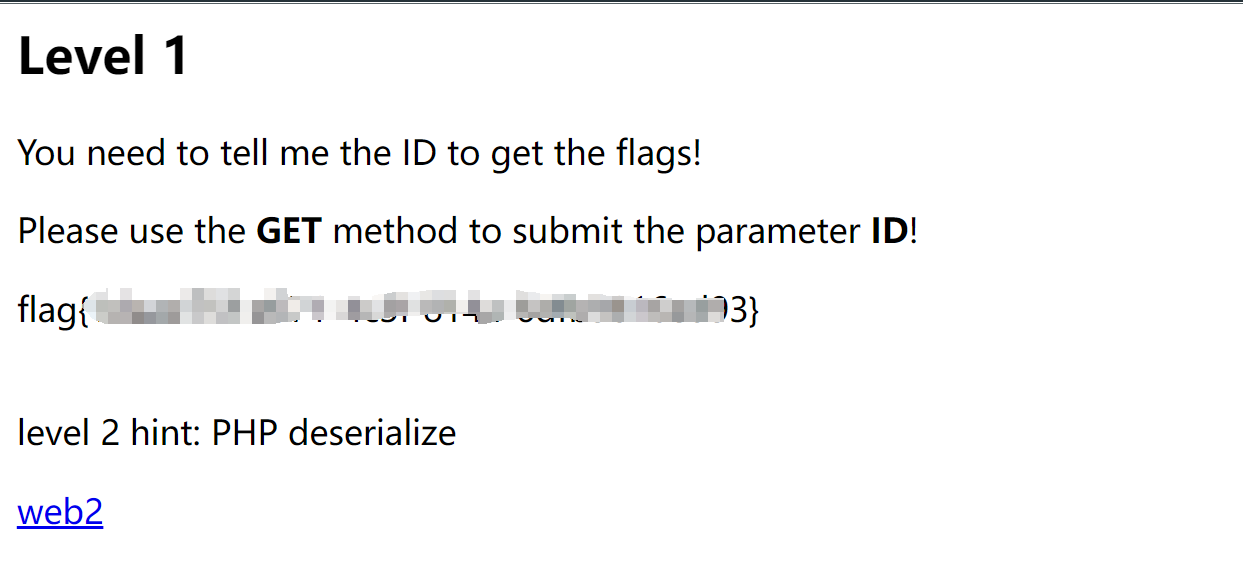 Level 1
You need to tell me the ID to get the flags!
Please use the GET method to submit the parameter ID!
flag{ 93}
level 2 hint: PHP deserialize
web2